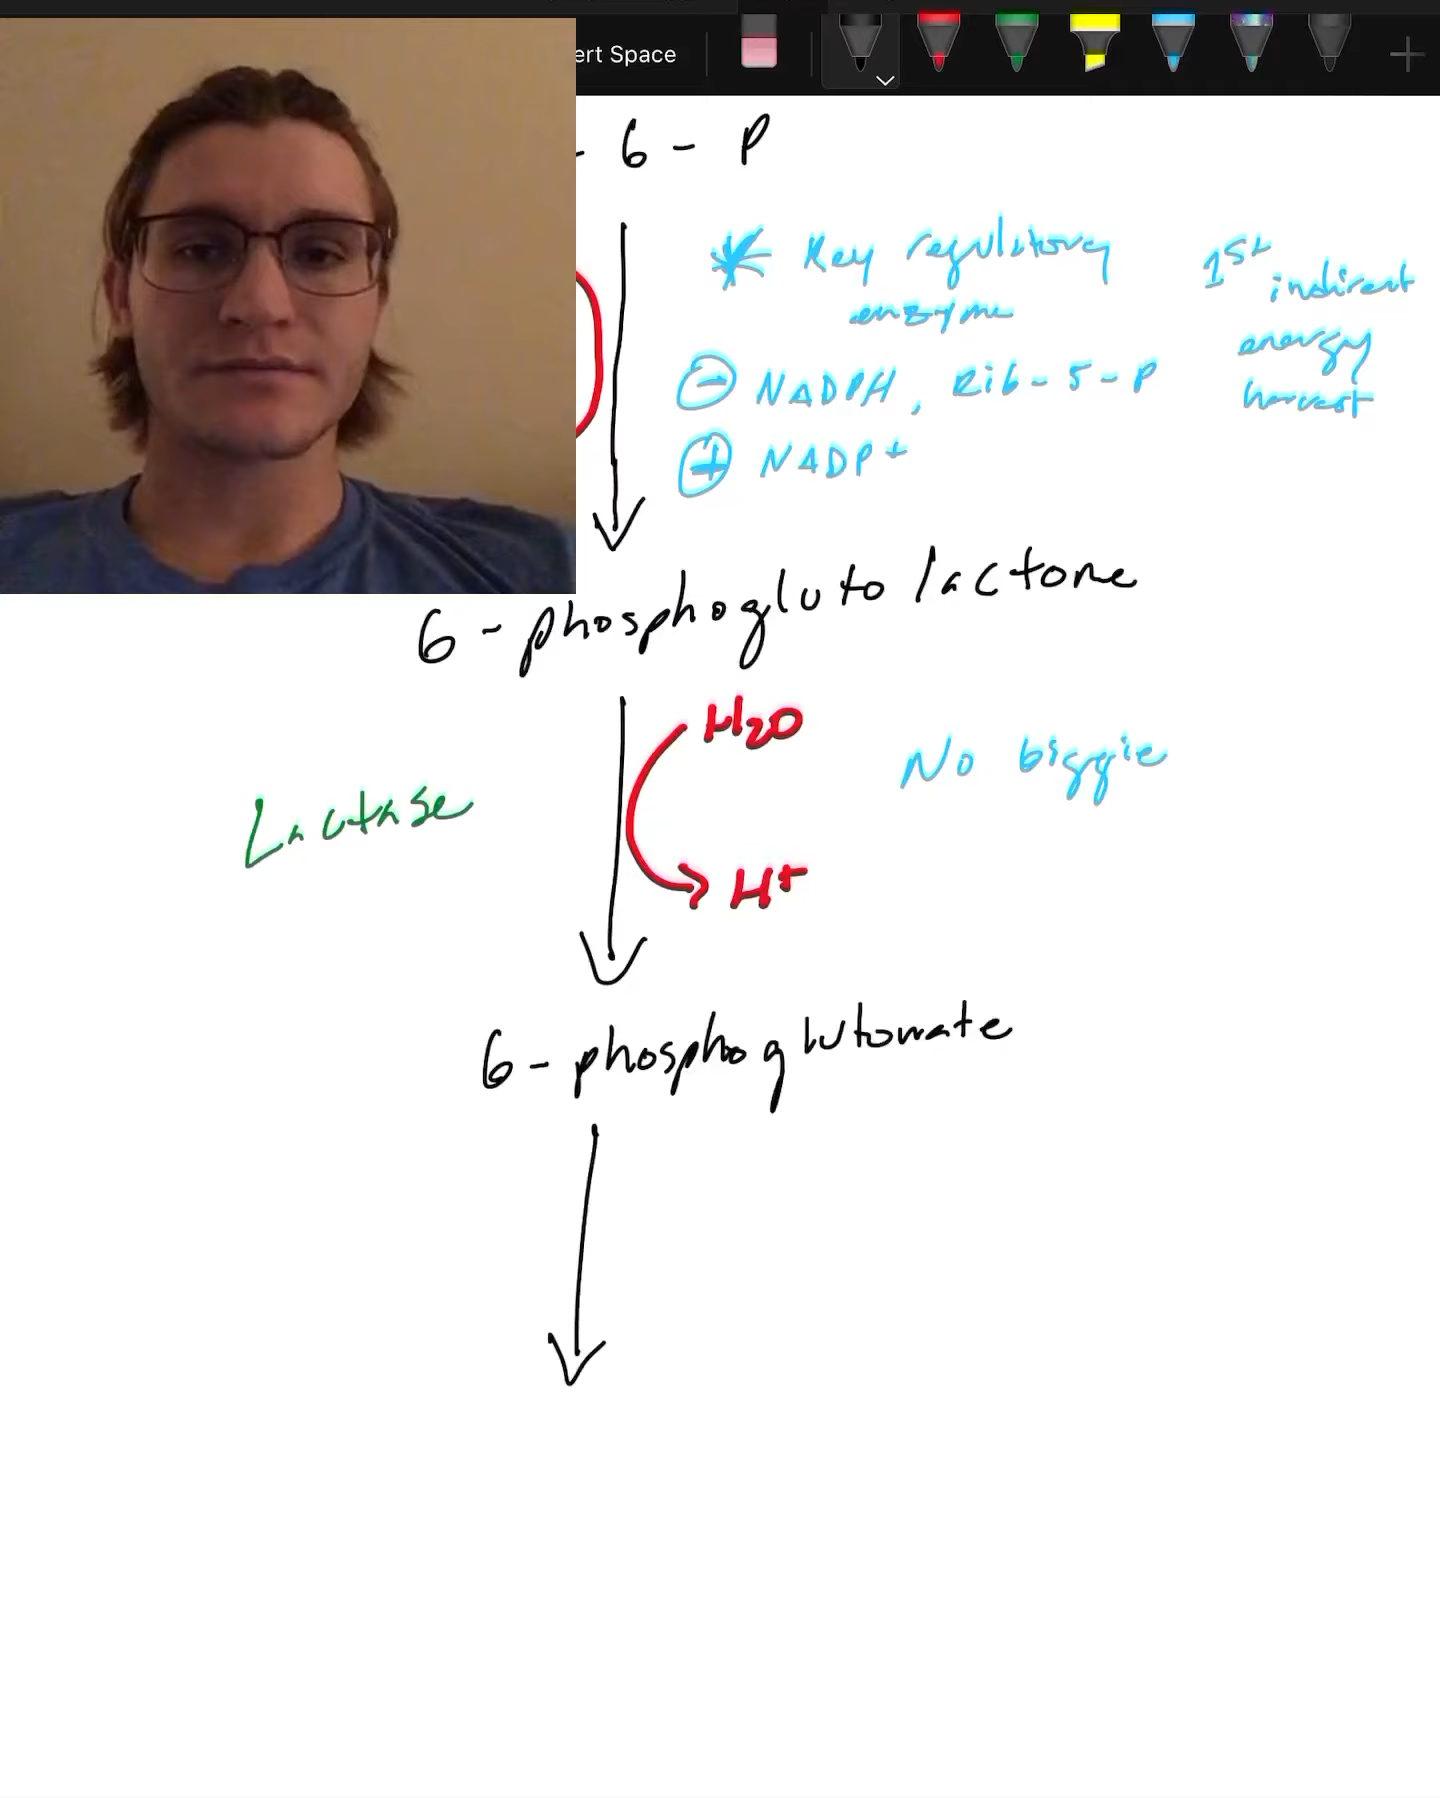 ert Space
- 6 - P
* Key regulatory
enzyme
1st
indirect
energy
harvest
⊖ NADPH, Rib-5-P
⊕ NADP+
6-phosphogluto lactone
H2O
No biggie
Lactase
H+
6-phosphoglutonate